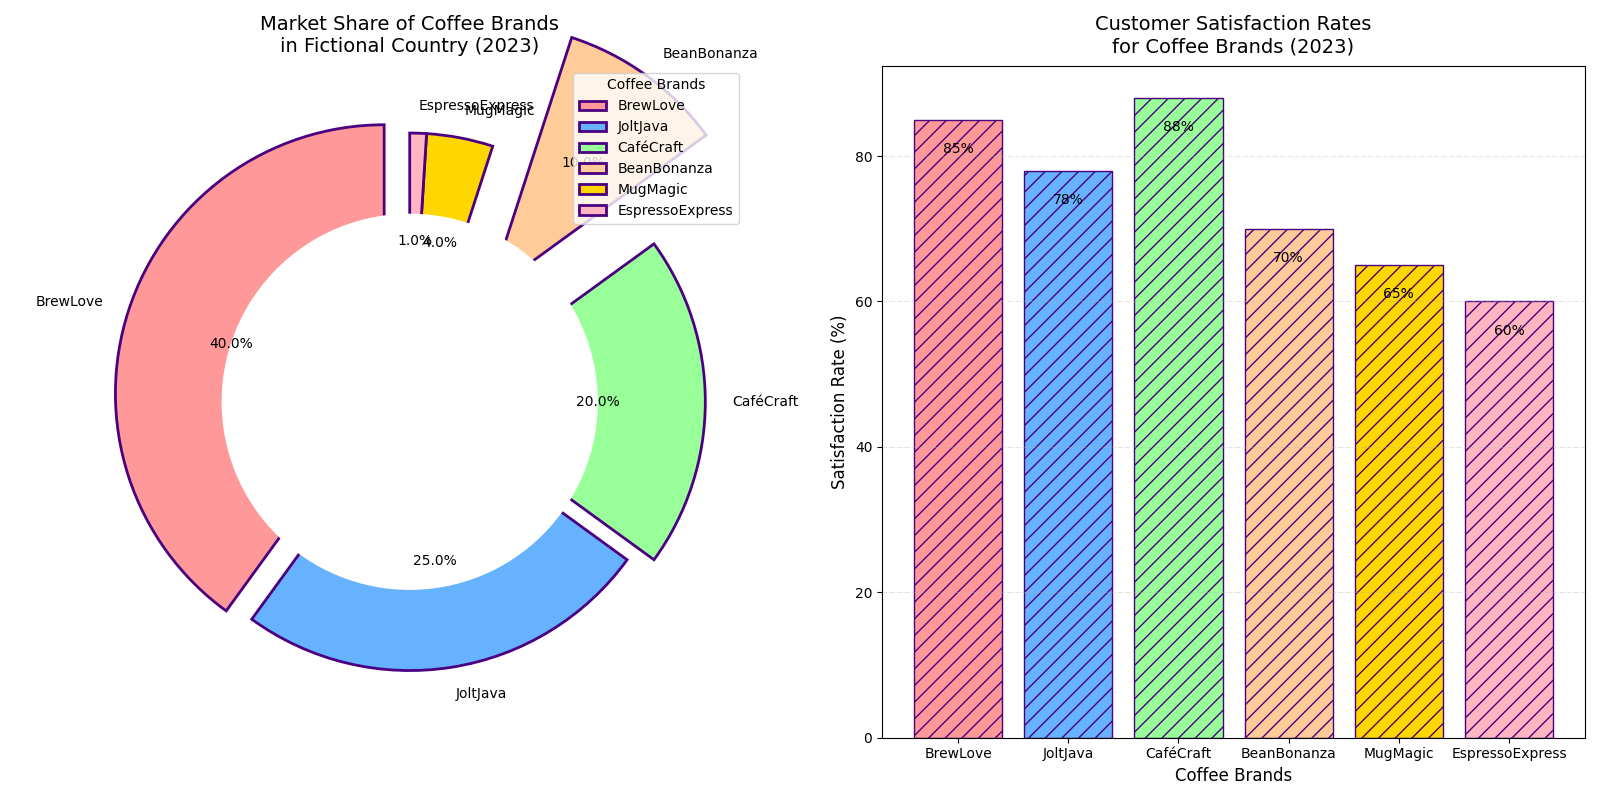 Market Share of Coffee Brands
in Fictional Country (2023)
BeanBonanza
EspressoExpress
MugMagic
Coffee Brands
BrewLove
JoltJava
CaféCraft
BeanBonanza
MugMagic
EspressoExpress
10.0%
1.0%
4.0%
BrewLove
40.0%
20.0%
CaféCraft
25.0%
JoltJava
Customer Satisfaction Rates
for Coffee Brands (2023)
Satisfaction Rate (%)
80
60
40
20
0
85%
78%
88%
70%
65%
60%
BrewLove
JoltJava
CaféCraft
BeanBonanza
MugMagic
EspressoExpress
Coffee Brands